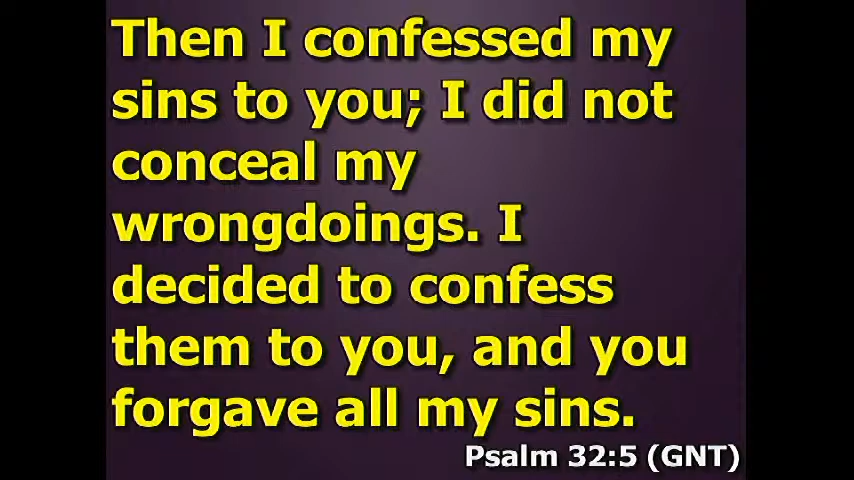 Then I confessed my
sins to you; I did not
conceal my
wrongdoings. I
decided to confess
them to you, and you
forgave all my sins.
Psalm 32:5 (GNT)